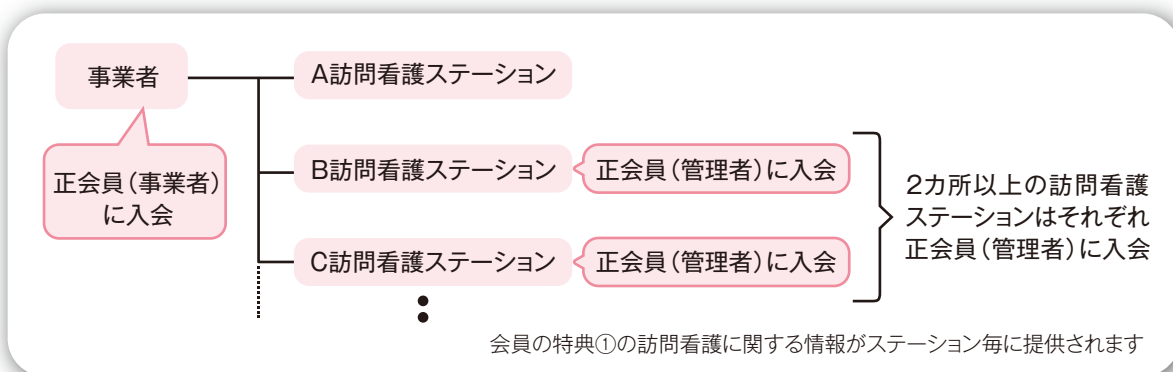 事業者
A訪問看護ステーション
正会員（事業者）
に入会
B訪問看護ステーション
正会員（管理者）に入会
C訪問看護ステーション
正会員（管理者）に入会
2カ所以上の訪問看護
ステーションはそれぞれ
正会員（管理者）に入会
会員の特典①の訪問看護に関する情報がステーション毎に提供されます